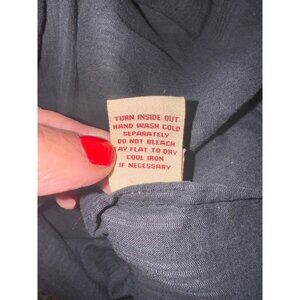 TURN INSIDE OUT
HAND WASH COLD
SEPARATELY
DO NOT BLEACH
LAY FLAT TO DRY
COOL IRON
IF NECESSARY